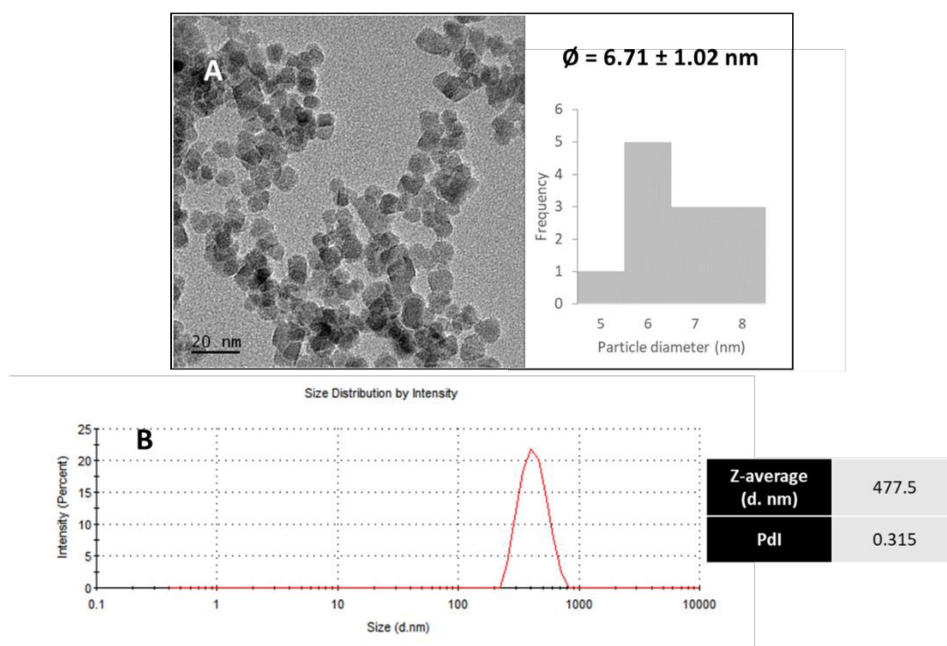 A
20 nm
Ø = 6.71 ± 1.02 nm
Frequency
6
5
4
3
2
1
0
5 6 7 8
Particle diameter (nm)
Size Distribution by Intensity
B
Intensity (Percent)
25
20
15
10
5
0
0.1 1 10 100 1000 10000
Size (d.nm)
Z-average (d. nm) 477.5
PdI 0.315